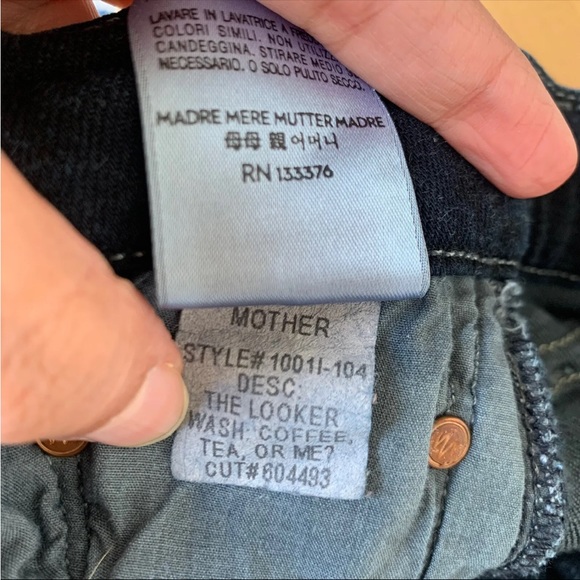 LAVARE IN LAVATRICE A
COLORI SIMILI. NON
CANDEGGINA. STIRARE MEDIO
NECESSARIO. O SOLO PULITO SECCO.
MADRE MERE MUTTER MADRE
母母 親 어머니
RN 133376
MOTHER
STYLE# 1001I-104
DESC:
THE LOOKER
WASH: COFFEE,
TEA, OR ME?
CUT# 604493